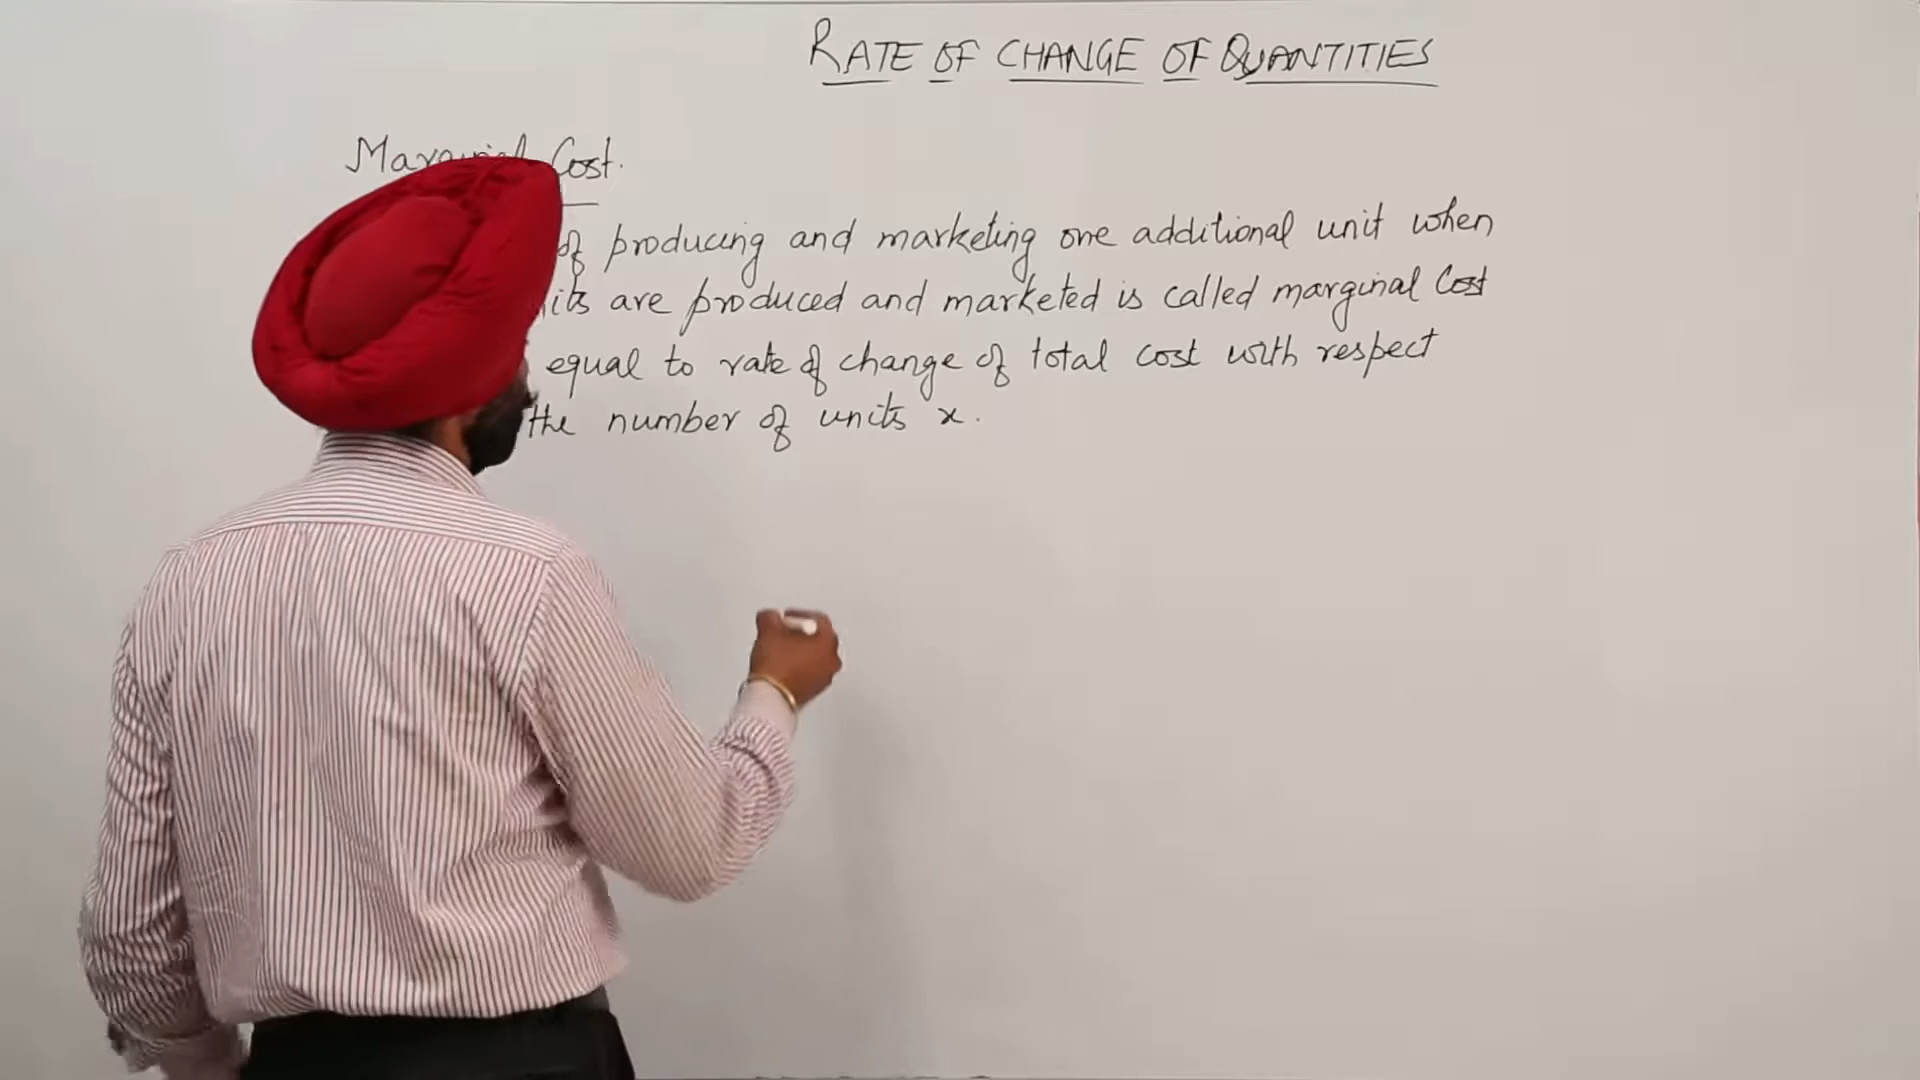 RATE OF CHANGE OF QUANTITIES
Marginal Cost.
of producing and marketing one additional unit when
are produced and marketed is called marginal Cost
equal to rate of change of total cost with respect
the number of units x.